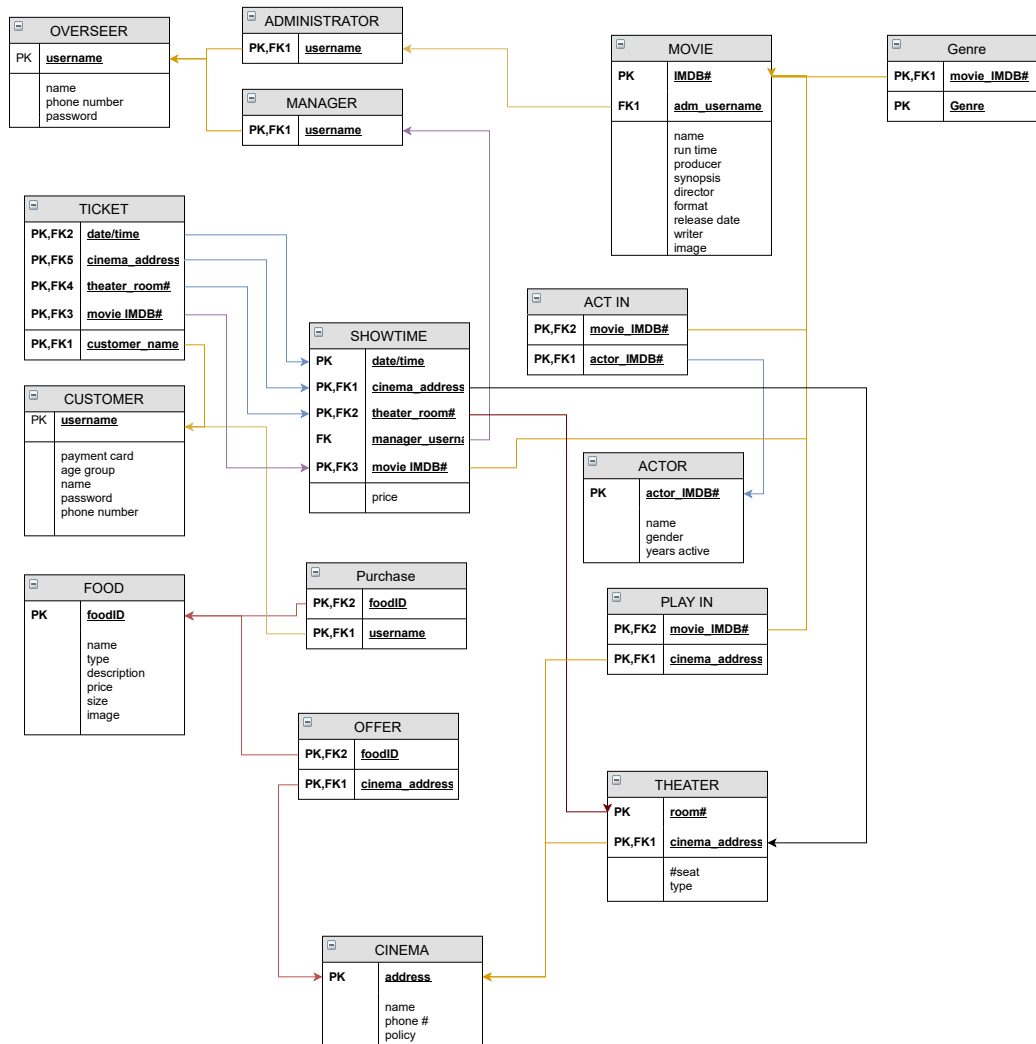 OVERSEER
PK username
name
phone number
password
ADMINISTRATOR
PK,FK1 username
MANAGER
PK,FK1 username
MOVIE
PK IMDB#
FK1 adm_username
name
run time
producer
synopsis
director
format
release date
writer
image
Genre
PK,FK1 movie_IMDB#
PK Genre
TICKET
PK,FK2 date/time
PK,FK5 cinema_address
PK,FK4 theater_room#
PK,FK3 movie IMDB#
PK,FK1 customer_name
CUSTOMER
PK username
payment card
age group
name
password
phone number
SHOWTIME
PK date/time
PK,FK1 cinema_address
PK,FK2 theater_room#
FK manager_userna
PK,FK3 movie IMDB#
price
ACT IN
PK,FK2 movie_IMDB#
PK,FK1 actor_IMDB#
ACTOR
PK actor_IMDB#
name
gender
years active
FOOD
PK foodID
name
type
description
price
size
image
Purchase
PK,FK2 foodID
PK,FK1 username
PLAY IN
PK,FK2 movie_IMDB#
PK,FK1 cinema_address
OFFER
PK,FK2 foodID
PK,FK1 cinema_address
THEATER
PK room#
PK,FK1 cinema_address
#seat
type
CINEMA
PK address
name
phone #
policy